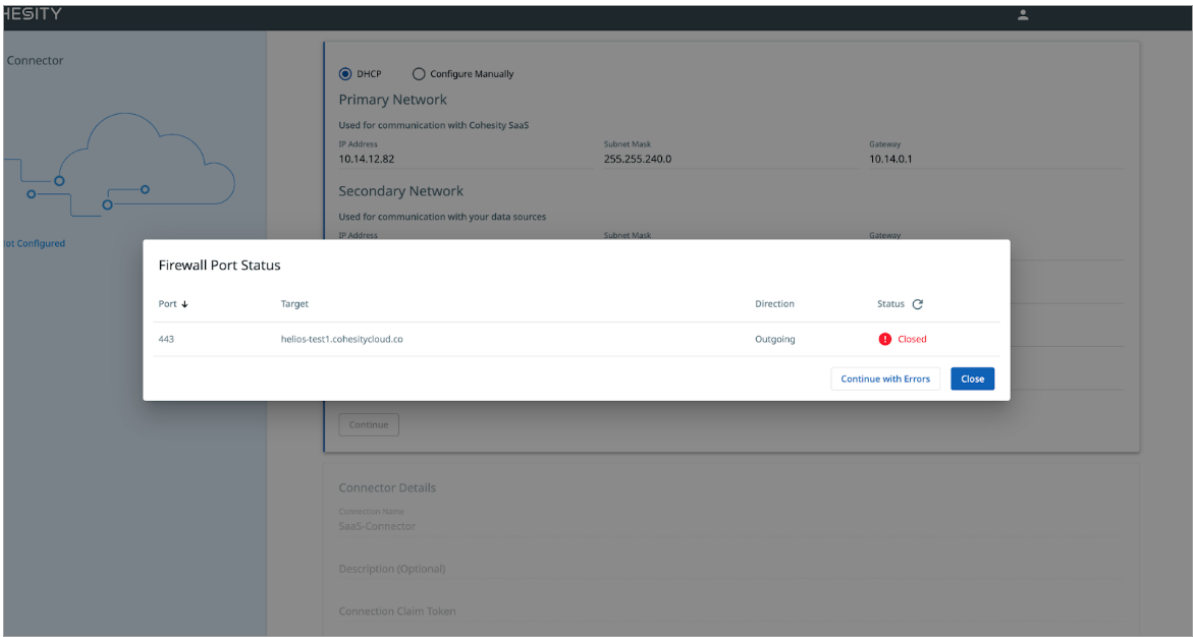 HESITY
Connector
DHCP Configure Manually
Primary Network
Used for communication with Cohesity SaaS
IP Address Subnet Mask Gateway
10.14.12.82 255.255.240.0 10.14.0.1
Secondary Network
Used for communication with your data sources
IP Address Subnet Mask Gateway
ot Configured
Firewall Port Status
Port Target Direction Status
443 helios-test1.cohesitycloud.co Outgoing Closed
Continue with Errors Close
Continue
Connector Details
Connection Name
SaaS-Connector
Description (Optional)
Connection Claim Token